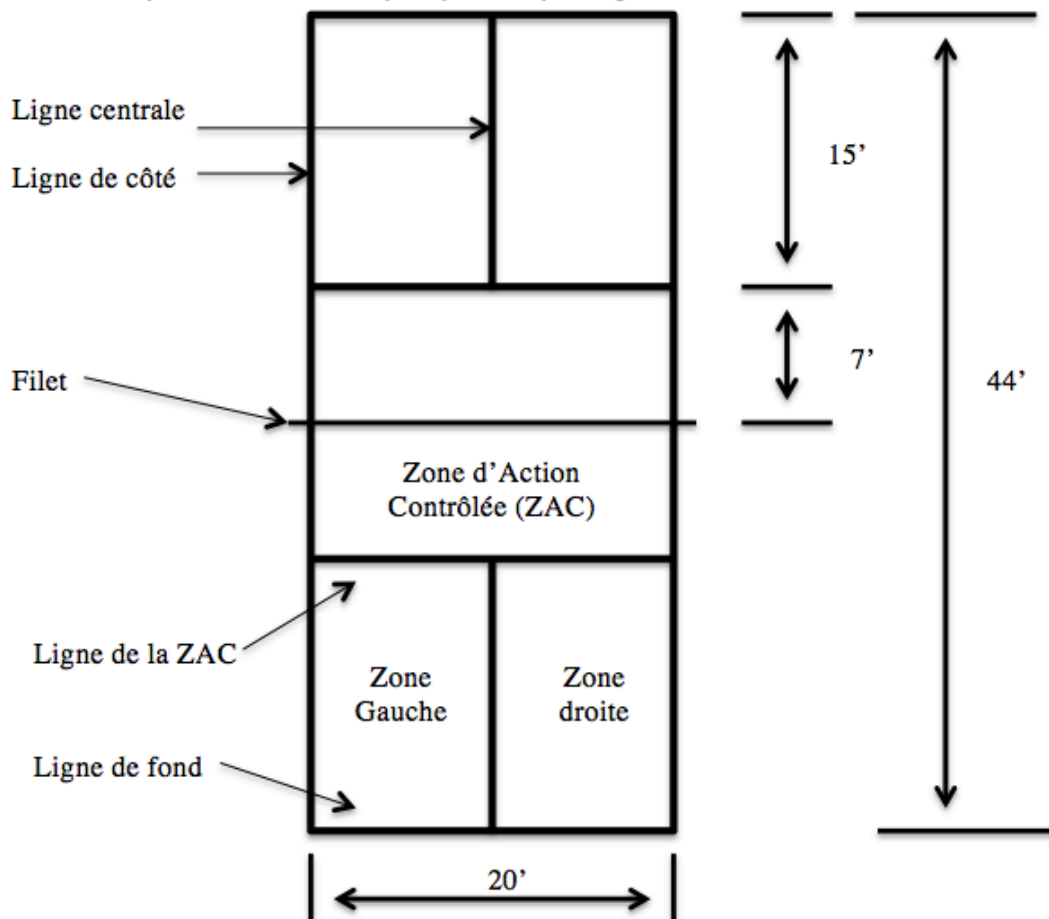 Ligne centrale
Ligne de côté
15’
7’
Filet
44’
Zone d’Action
Contrôlée (ZAC)
Ligne de la ZAC
Zone
Gauche
Zone
droite
Ligne de fond
20’